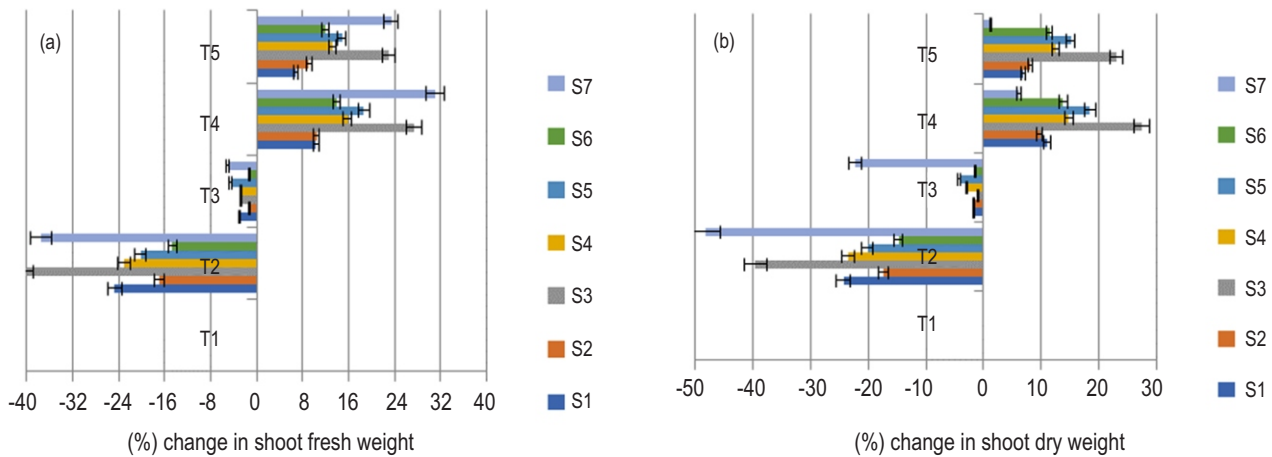 (a)
T5
T4
T3
T2
T1
-40 -32 -24 -16 -8 0 8 16 24 32 40
(%) change in shoot fresh weight
S7
S6
S5
S4
S3
S2
S1
(b)
T5
T4
T3
T2
T1
-50 -40 -30 -20 -10 0 10 20 30
(%) change in shoot dry weight
S7
S6
S5
S4
S3
S2
S1